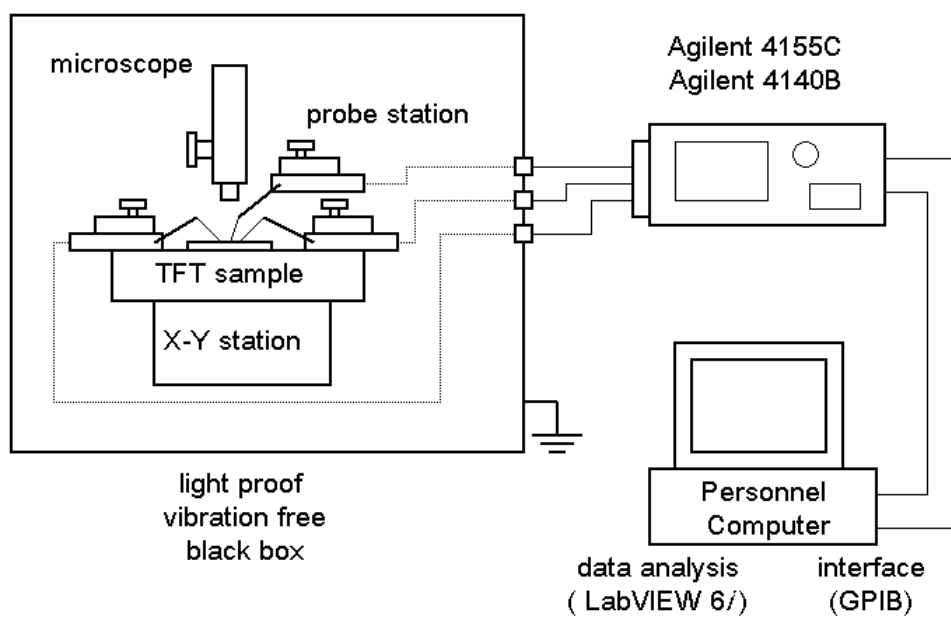 microscope
probe station
Agilent 4155C
Agilent 4140B
TFT sample
X-Y station
light proof
vibration free
black box
Personnel
Computer
data analysis
( LabVIEW 6/)
interface
(GPIB)